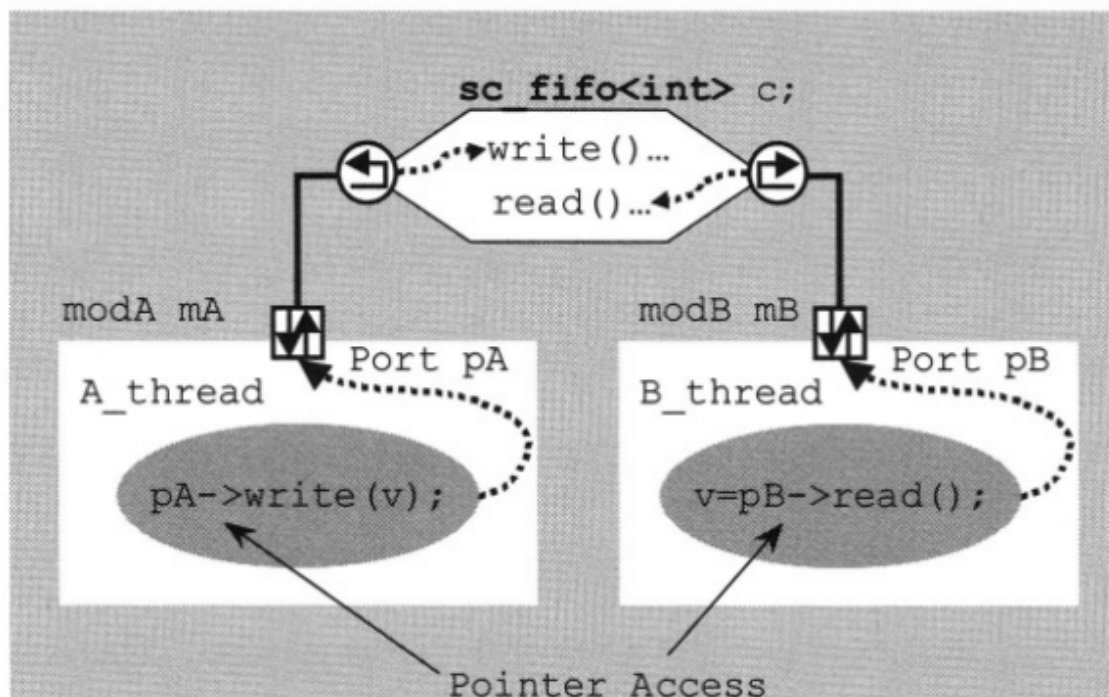 sc_fifo<int> c;
write()…
read()…
modA mA
modB mB
Port pA
Port pB
A_thread
B_thread
pA->write(v);
v=pB->read();
Pointer Access